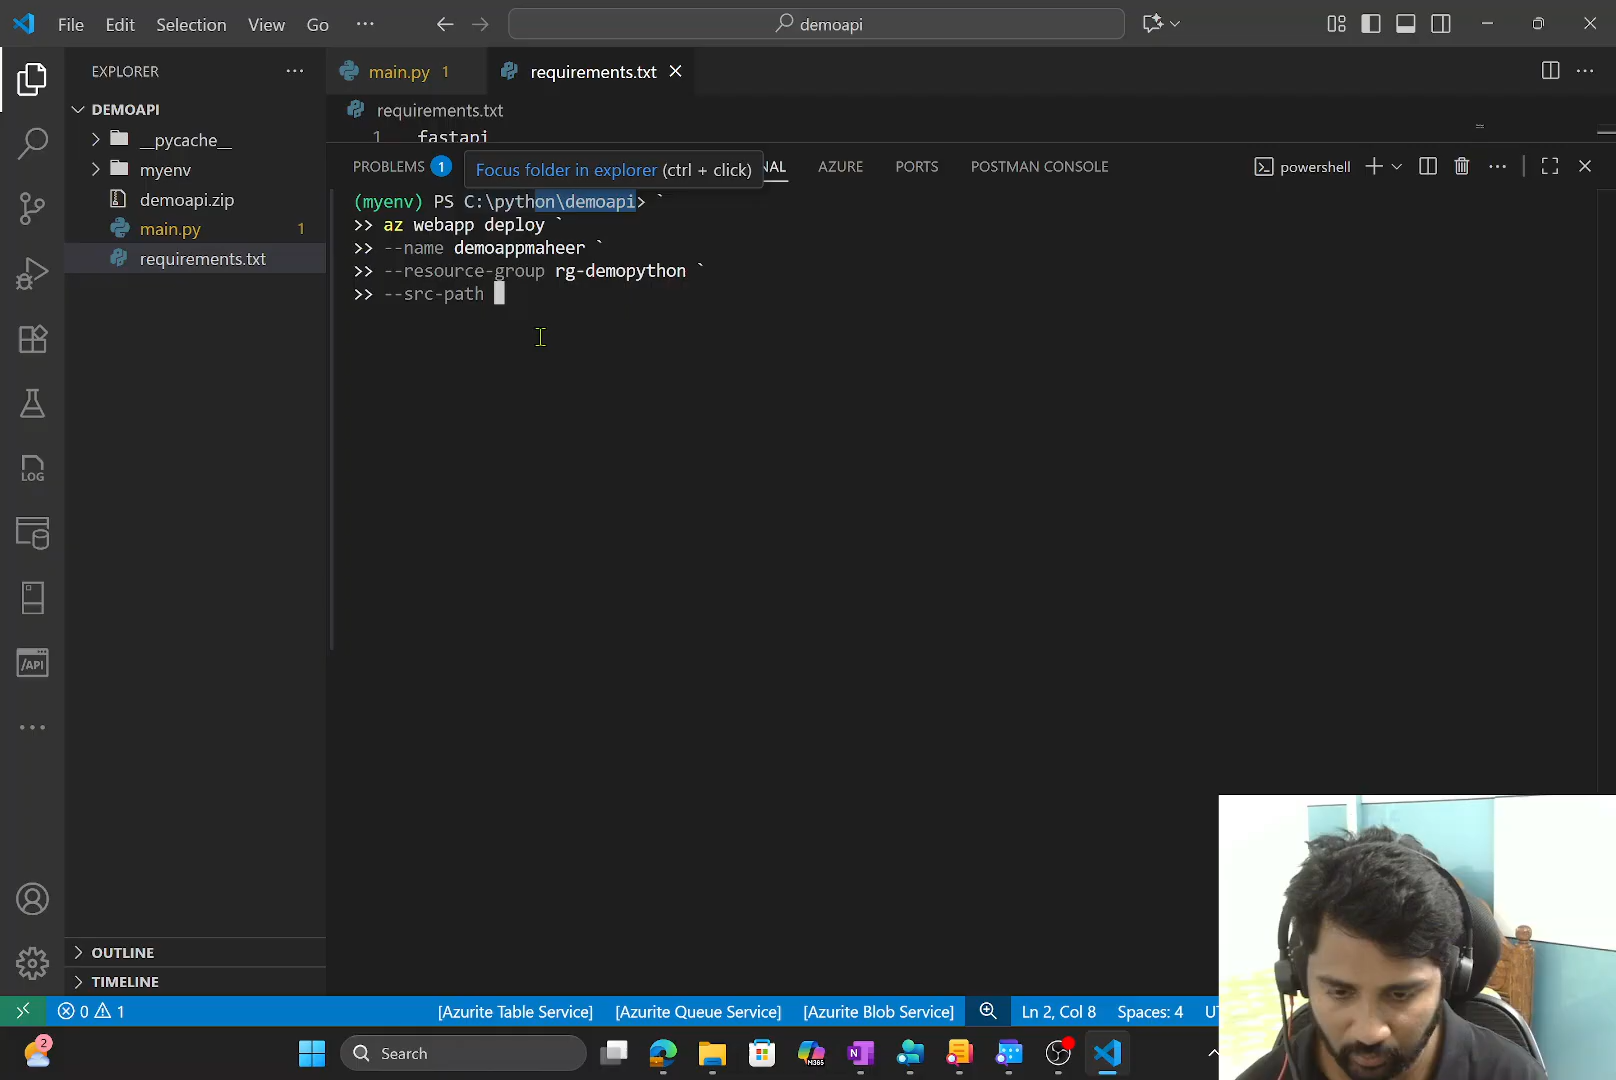 File Edit Selection View Go ··· demoapi
EXPLORER ···
main.py 1
requirements.txt
DEMOAPI
__pycache__
myenv
demoapi.zip
main.py 1
requirements.txt
requirements.txt
1 fastapi
PROBLEMS 1
Focus folder in explorer (ctrl + click)
NAL AZURE PORTS POSTMAN CONSOLE powershell
(myenv) PS C:\python\demoapi> `
>> az webapp deploy `
>> --name demoappmaheer `
>> --resource-group rg-demopython `
>> --src-path
LOG
/API
OUTLINE
TIMELINE
0 1 [Azurite Table Service] [Azurite Queue Service] [Azurite Blob Service] Ln 2, Col 8 Spaces: 4 UT
2 Search M365 N